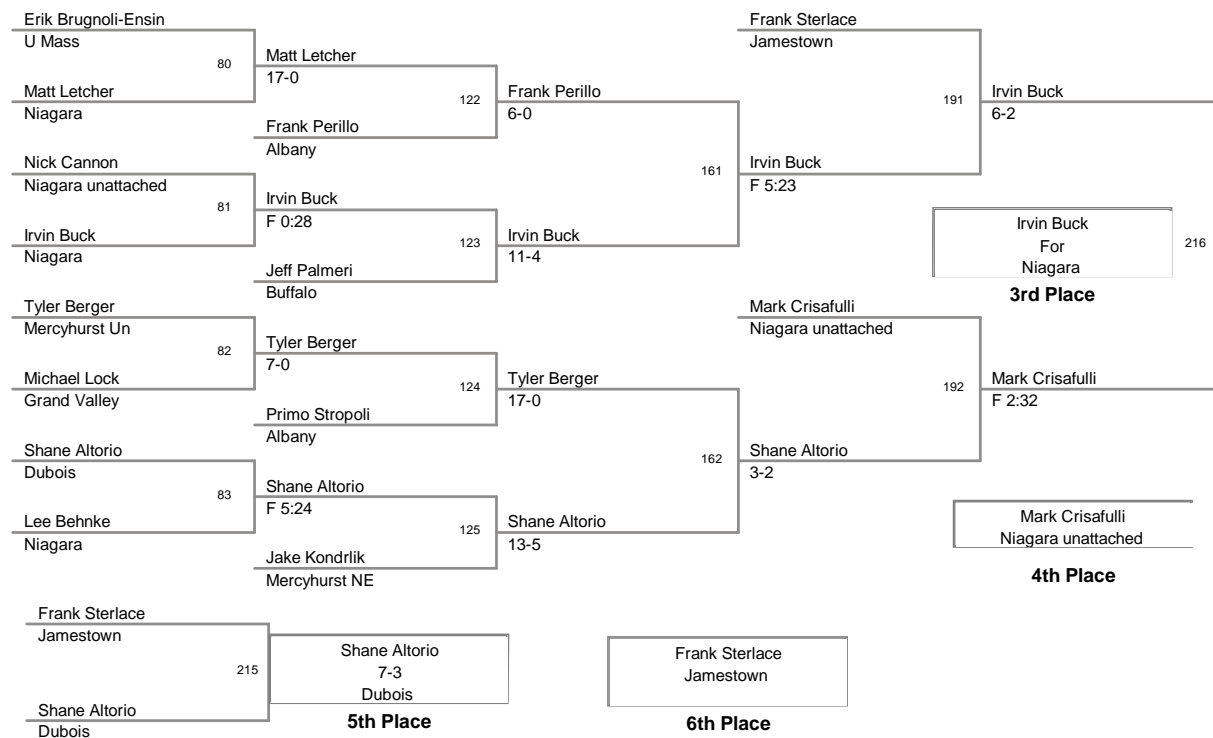 Erik Brugnoli-Ensin
U Mass
80
Matt Letcher
Niagara
Matt Letcher
17-0
122
Frank Perillo
Albany
Frank Perillo
6-0
Nick Cannon
Niagara unattached
81
Irvin Buck
Niagara
Irvin Buck
F 0:28
123
Jeff Palmeri
Buffalo
Irvin Buck
11-4
161
Irvin Buck
F 5:23
Frank Sterlace
Jamestown
191
Irvin Buck
6-2
Irvin Buck
For
Niagara
216
3rd Place
Tyler Berger
Mercyhurst Un
82
Michael Lock
Grand Valley
Tyler Berger
7-0
124
Primo Stropoli
Albany
Tyler Berger
17-0
Shane Altorio
Dubois
83
Lee Behnke
Niagara
Shane Altorio
F 5:24
125
Jake Kondrlik
Mercyhurst NE
Shane Altorio
13-5
162
Shane Altorio
3-2
Mark Crisafulli
Niagara unattached
192
Mark Crisafulli
F 2:32
Mark Crisafulli
Niagara unattached
4th Place
Frank Sterlace
Jamestown
215
Shane Altorio
Dubois
Shane Altorio
7-3
Dubois
5th Place
Frank Sterlace
Jamestown
6th Place